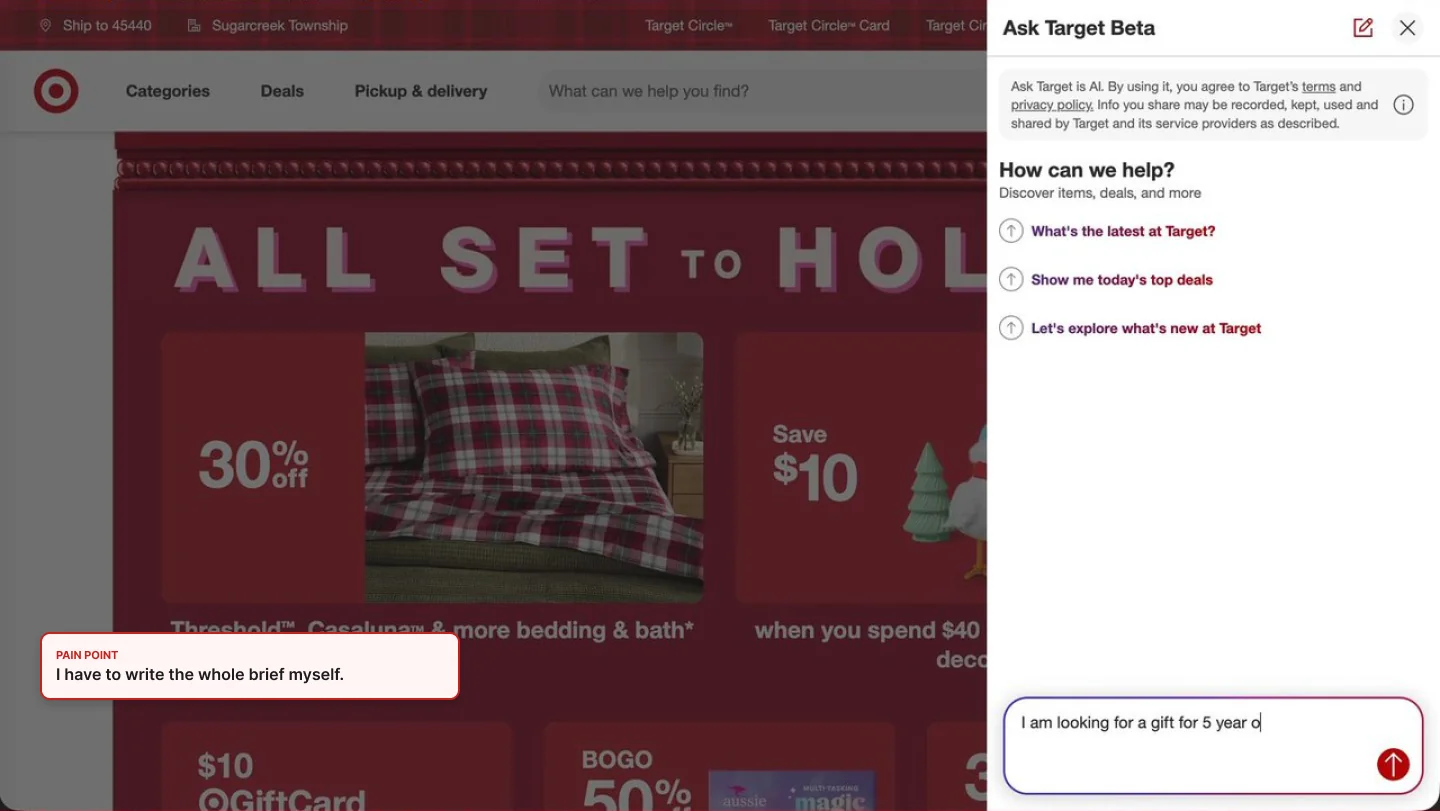 Ship to 45440
Sugarcreek Township
Target Circle™
Target Circle™ Card
Target Cir
Categories
Deals
Pickup & delivery
What can we help you find?
ALL SET TO HOL
30% off
Threshold™, Casaluna™ & more bedding & bath*
Save
$10
when you spend $40
deco
PAIN POINT
I have to write the whole brief myself.
$10
GiftCard
BOGO
50%
aussie
MULTI-TASKING
magic
3
Ask Target Beta
Ask Target is AI. By using it, you agree to Target's terms and
privacy policy. Info you share may be recorded, kept, used and
shared by Target and its service providers as described.
How can we help?
Discover items, deals, and more
What's the latest at Target?
Show me today's top deals
Let's explore what's new at Target
I am looking for a gift for 5 year o